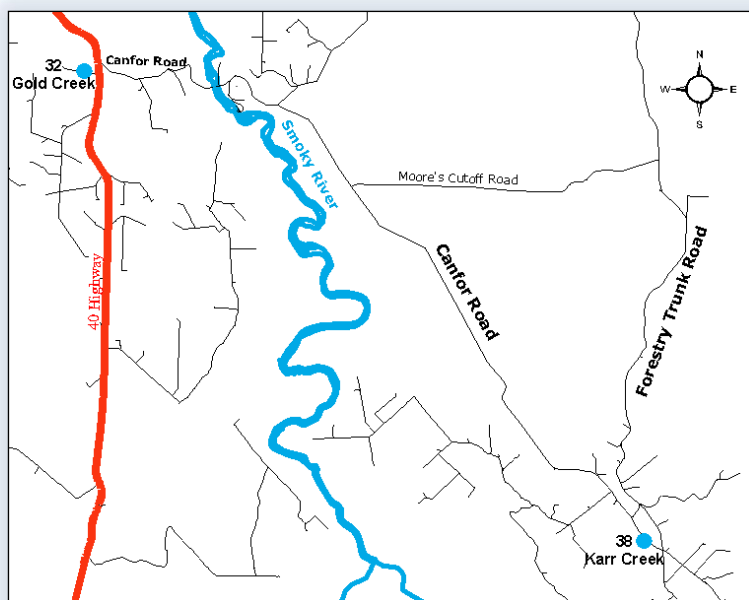 32
Gold Creek
Canfor Road
N
W
E
S
Smoky River
Moore's Cutoff Road
40 Highway
Canfor Road
Forestry Trunk Road
38
Karr Creek